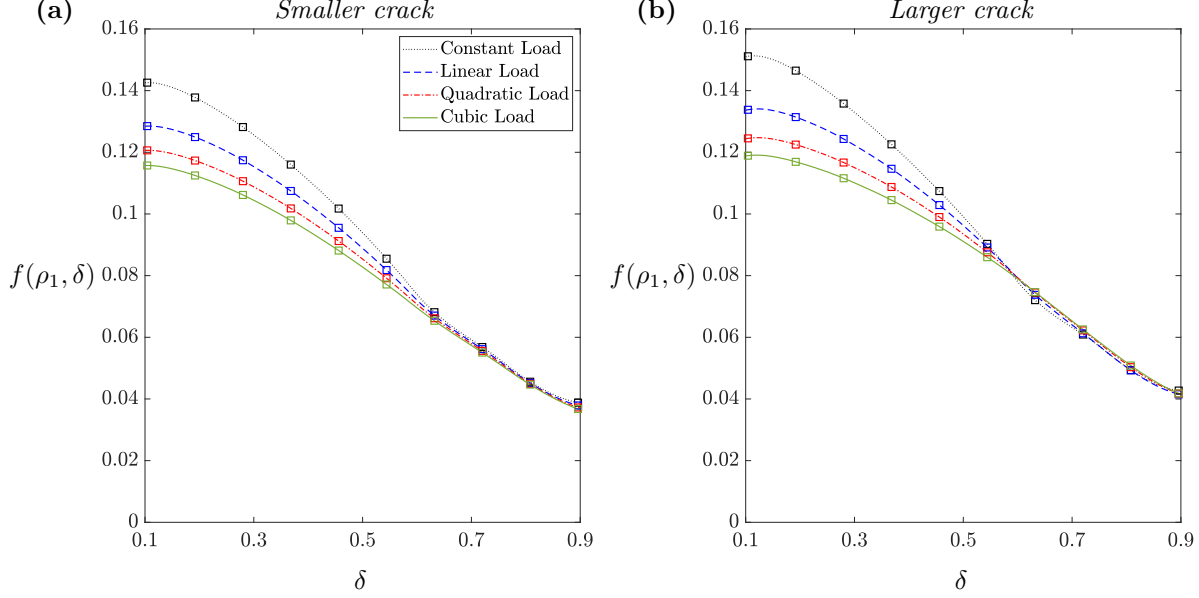 (a)
Smaller crack
0.16
0.14
0.12
0.1
0.08
0.06
0.04
0.02
0
f(ρ₁, δ)
0.1 0.3 0.5 0.7 0.9
δ
Constant Load
Linear Load
Quadratic Load
Cubic Load
(b)
Larger crack
0.16
0.14
0.12
0.1
0.08
0.06
0.04
0.02
0
f(ρ₁, δ)
0.1 0.3 0.5 0.7 0.9
δ